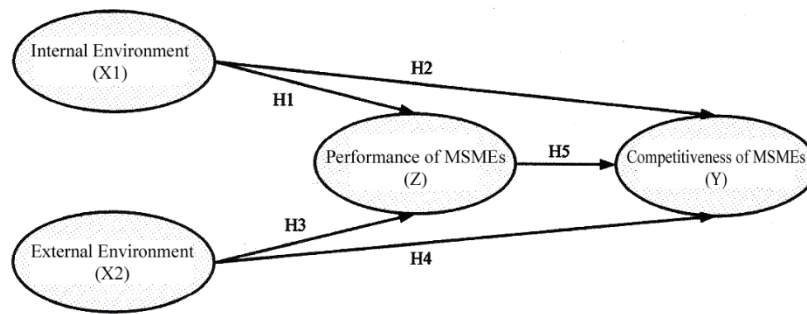 Internal Environment
(X1)
H2
H1
Performance of MSMEs
(Z)
H5
Competitiveness of MSMEs
(Y)
H3
External Environment
(X2)
H4